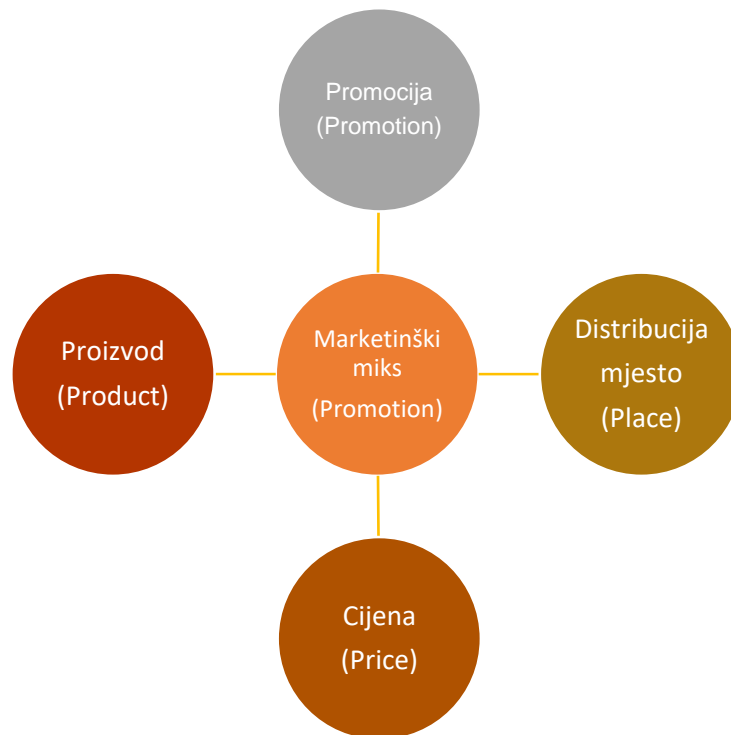 Promocija
(Promotion)
Proizvod
(Product)
Marketinški
miks
(Promotion)
Distribucija
mjesto
(Place)
Cijena
(Price)